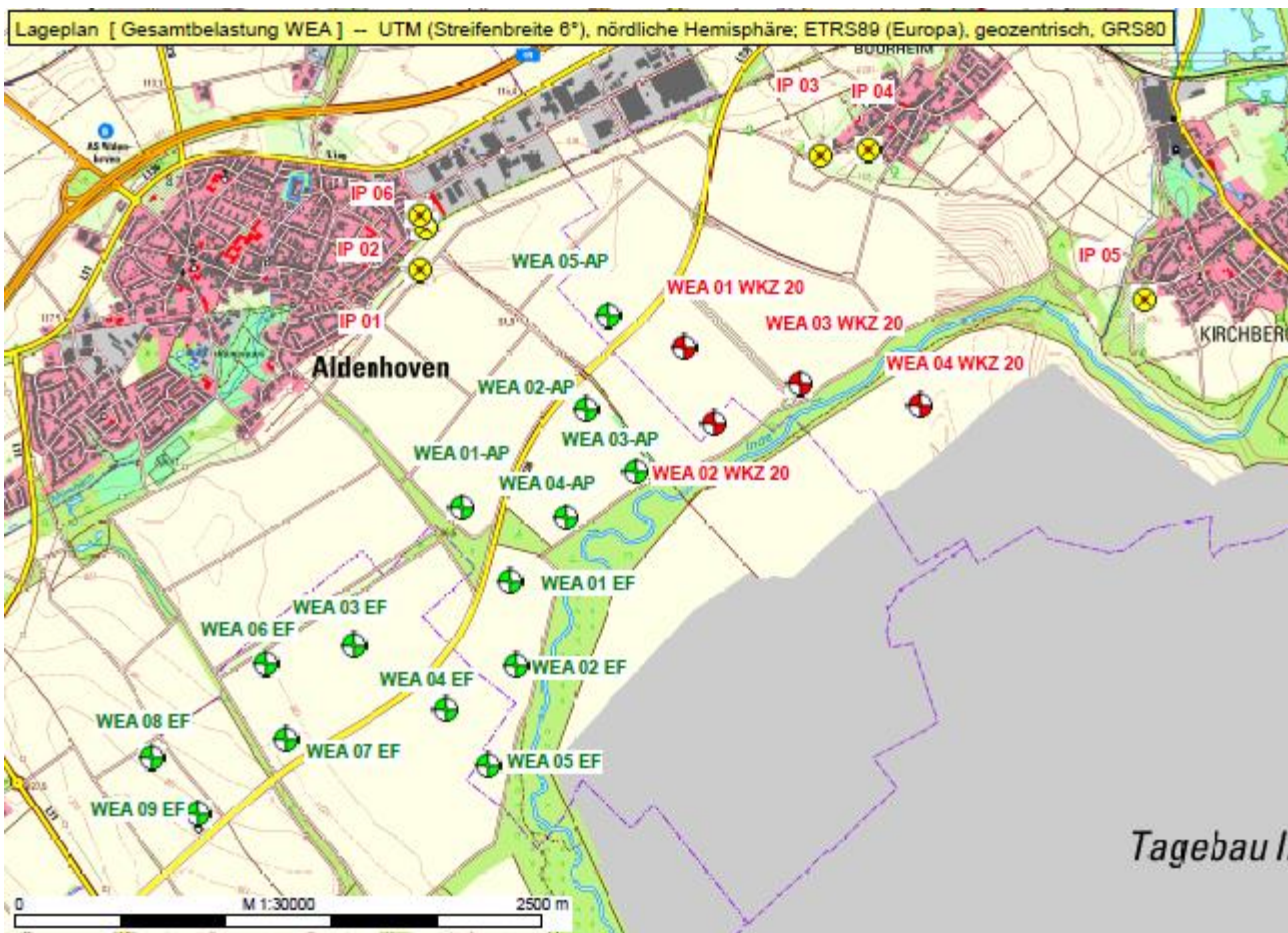 Lageplan [ Gesamtbelastung WEA ] -- UTM (Streifenbreite 6°), nördliche Hemisphäre; ETRS89 (Europa), geozentrisch, GRS80
IP 03
IP 04
AS Alden-
hoven
IP 06
IP 02
IP 05
WEA 05-AP
WEA 01 WKZ 20
IP 01
WEA 03 WKZ 20
KIRCHBERG
Aldenhoven
WEA 04 WKZ 20
WEA 02-AP
WEA 03-AP
WEA 01-AP
Inde
WEA 02 WKZ 20
WEA 04-AP
WEA 01 EF
WEA 03 EF
WEA 06 EF
WEA 02 EF
WEA 04 EF
WEA 08 EF
WEA 07 EF
WEA 05 EF
WEA 09 EF
Tagebau I
0 M 1:30000 2500 m